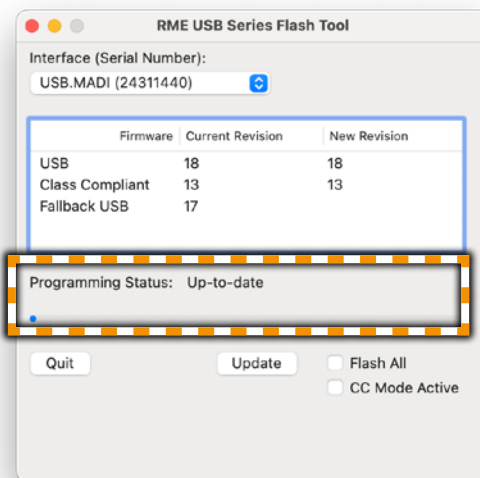 RME USB Series Flash Tool
Interface (Serial Number):
USB.MADI (24311440)
Firmware Current Revision New Revision
USB 18 18
Class Compliant 13 13
Fallback USB 17
Programming Status: Up-to-date
Quit Update Flash All
CC Mode Active